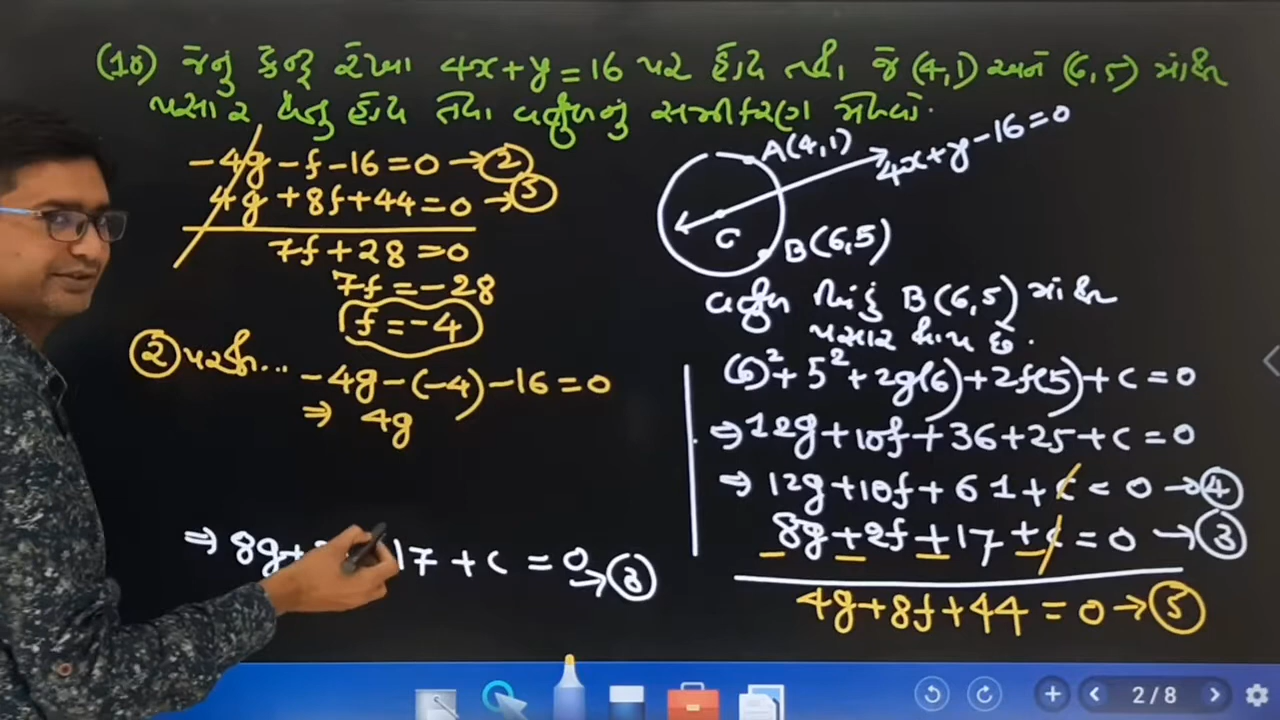 (10) જેનું કેન્દ્ર રેખા 4x+y=16 પર હોય તથા જે (4,1) અને (6,5) માંથી
પસાર થતું હોય તેવા વર્તુળનું સમીકરણ મેળવો.
-4g-f-16=0 → ②
4g+8f+44=0 → ⑤
7f+28=0
7f=-28
f=-4
② પરથી...
-4g-(-4)-16=0
⇒ 4g
⇒ 8g+ 17+c=0 → ③
A(4,1)
4x+y-16=0
C
B(6,5)
વર્તુળ બિંદુ B(6,5) માંથી
પસાર થાય છે.
(6)²+5²+2g(6)+2f(5)+c=0
⇒ 12g+10f+36+25+c=0
⇒ 12g+10f+61+c=0 → ④
8g+2f+17+c=0 → ③
- - - -
4g+8f+44=0 → ⑤
2/8